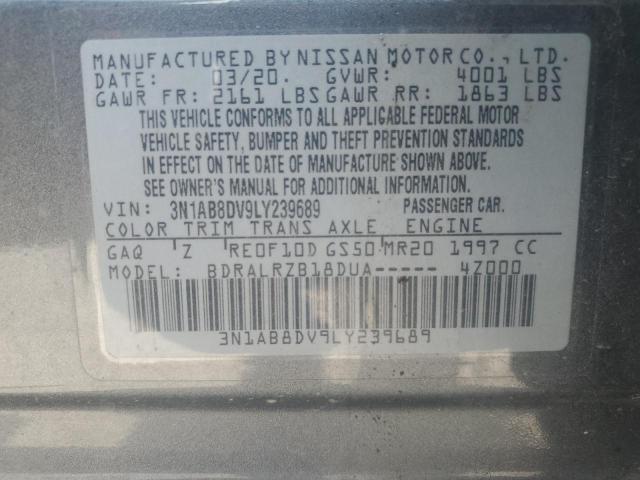 MANUFACTURED BY NISSAN MOTOR CO., LTD.
DATE: 03/20. GVWR: 4001 LBS
GAWR FR: 2161 LBS GAWR RR: 1863 LBS
THIS VEHICLE CONFORMS TO ALL APPLICABLE FEDERAL MOTOR
VEHICLE SAFETY, BUMPER AND THEFT PREVENTION STANDARDS
IN EFFECT ON THE DATE OF MANUFACTURE SHOWN ABOVE.
SEE OWNER'S MANUAL FOR ADDITIONAL INFORMATION.
VIN: 3N1AB8DV9LY239689 PASSENGER CAR.
COLOR TRIM TRANS AXLE ENGINE
GAQ Z RE0F10D GS50 MR20 1997 CC
MODEL: BDRALRZB18DUA----- 4Z000
3N1AB8DV9LY239689